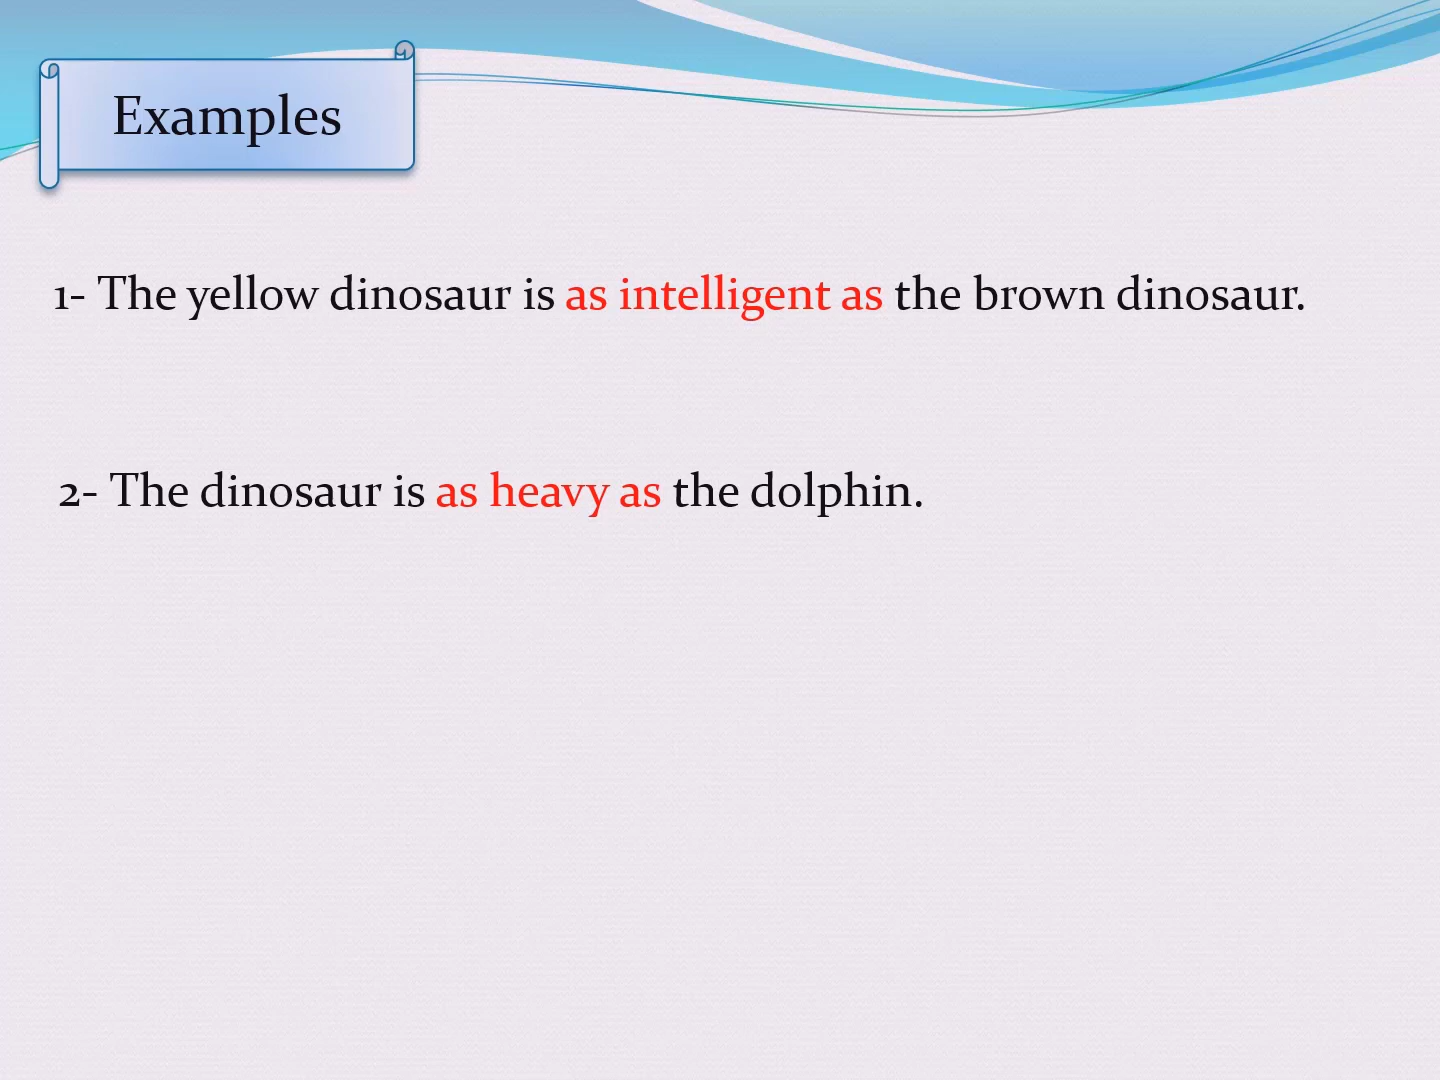 Examples
1- The yellow dinosaur is as intelligent as the brown dinosaur.
2- The dinosaur is as heavy as the dolphin.